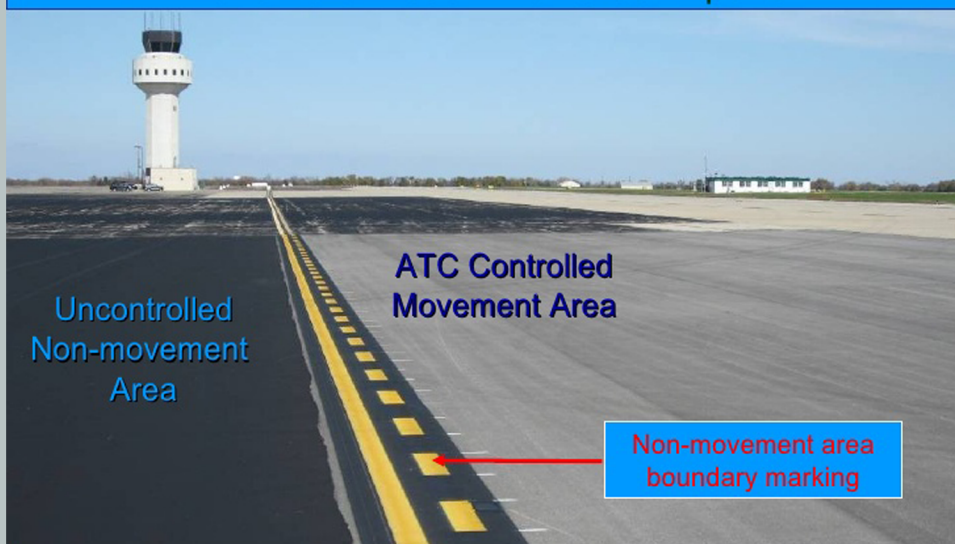 ATC Controlled
Movement Area
Uncontrolled
Non-movement
Area
Non-movement area
boundary marking